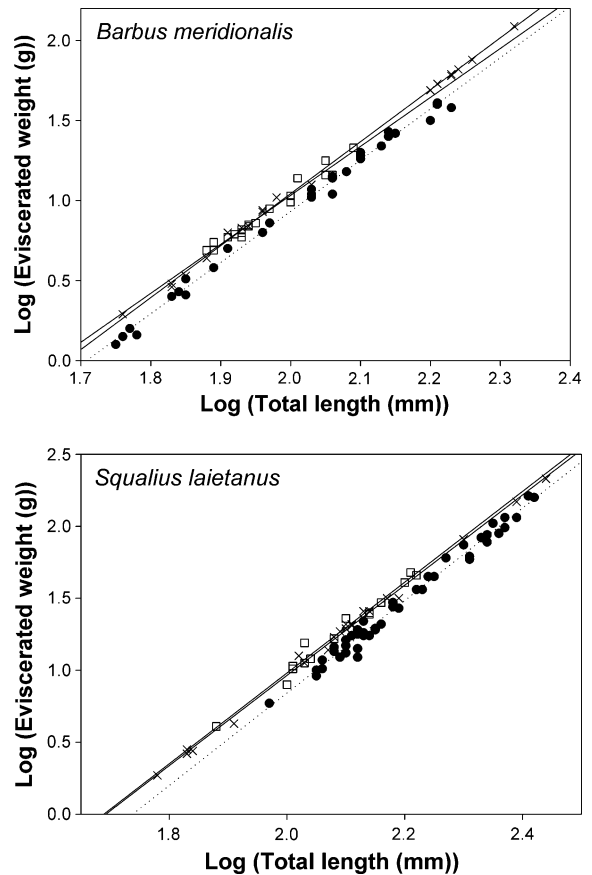 Barbus meridionalis
Log (Eviscerated weight (g))
2.0
1.5
1.0
0.5
0.0
1.7 1.8 1.9 2.0 2.1 2.2 2.3 2.4
Log (Total length (mm))
Squalius laietanus
Log (Eviscerated weight (g))
2.5
2.0
1.5
1.0
0.5
0.0
1.8 2.0 2.2 2.4
Log (Total length (mm))